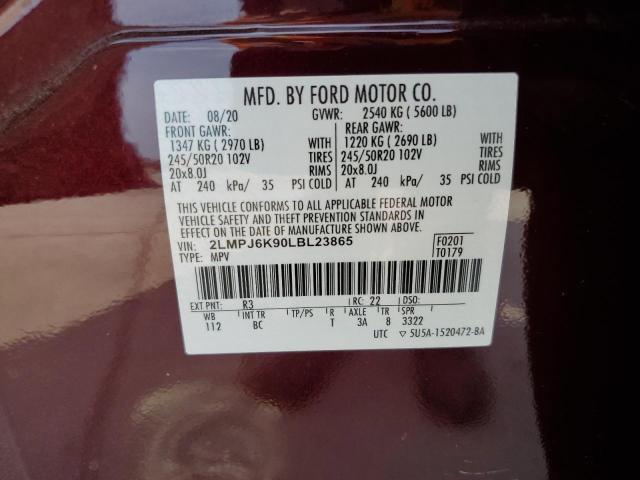 MFD. BY FORD MOTOR CO.
DATE: 08/20 GVWR: 2540 KG ( 5600 LB)
FRONT GAWR: REAR GAWR:
1347 KG ( 2970 LB) WITH 1220 KG ( 2690 LB) WITH
245/50R20 102V TIRES 245/50R20 102V TIRES
20x8.0J RIMS 20x8.0J RIMS
AT 240 kPa/ 35 PSI COLD AT 240 kPa/ 35 PSI COLD
THIS VEHICLE CONFORMS TO ALL APPLICABLE FEDERAL MOTOR
VEHICLE SAFETY AND THEFT PREVENTION STANDARDS IN
EFFECT ON THE DATE OF MANUFACTURE SHOWN ABOVE.
VIN: 2LMPJ6K90LBL23865 F0201
TYPE: MPV T0179
EXT PNT: R3 RC: 22 DSO:
WB INT TR TP/PS R AXLE TR SPR
112 BC T 3A 8 3322
UTC ▽ 5U5A-1520472-BA